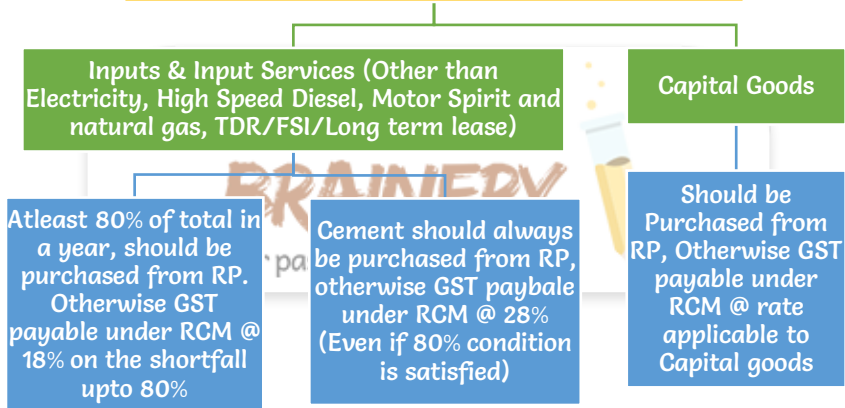 Inputs & Input Services (Other than
Electricity, High Speed Diesel, Motor Spirit and
natural gas, TDR/FSI/Long term lease)
Capital Goods
BRAINERY
Atleast 80% of total in
a year, should be
purchased from RP.
Otherwise GST
payable under RCM @
18% on the shortfall
upto 80%
Cement should always
be purchased from RP,
otherwise GST paybale
under RCM @ 28%
(Even if 80% condition
is satisfied)
Should be
Purchased from
RP, Otherwise GST
payable under
RCM @ rate
applicable to
Capital goods